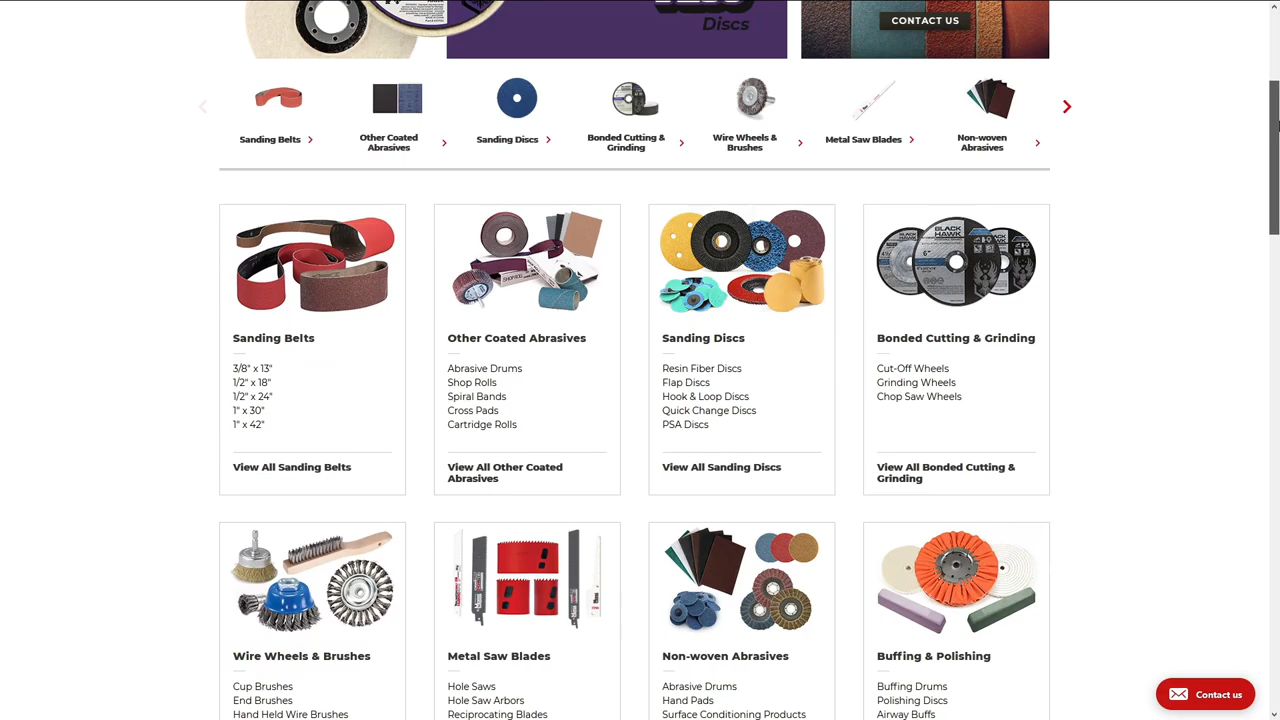 Discs
CONTACT US
Sanding Belts
Other Coated
Abrasives
Sanding Discs
Bonded Cutting &
Grinding
Wire Wheels &
Brushes
Metal Saw Blades
Non-woven
Abrasives
BLACK
HAWK
Sanding Belts
3/8" x 13"
1/2" x 18"
1/2" x 24"
1" x 30"
1" x 42"
View All Sanding Belts
Other Coated Abrasives
Abrasive Drums
Shop Rolls
Spiral Bands
Cross Pads
Cartridge Rolls
View All Other Coated
Abrasives
Sanding Discs
Resin Fiber Discs
Flap Discs
Hook & Loop Discs
Quick Change Discs
PSA Discs
View All Sanding Discs
Bonded Cutting & Grinding
Cut-Off Wheels
Grinding Wheels
Chop Saw Wheels
View All Bonded Cutting &
Grinding
Wire Wheels & Brushes
Cup Brushes
End Brushes
Hand Held Wire Brushes
Metal Saw Blades
Hole Saws
Hole Saw Arbors
Reciprocating Blades
Non-woven Abrasives
Abrasive Drums
Hand Pads
Surface Conditioning Products
Buffing & Polishing
Buffing Drums
Polishing Discs
Airway Buffs
Contact us